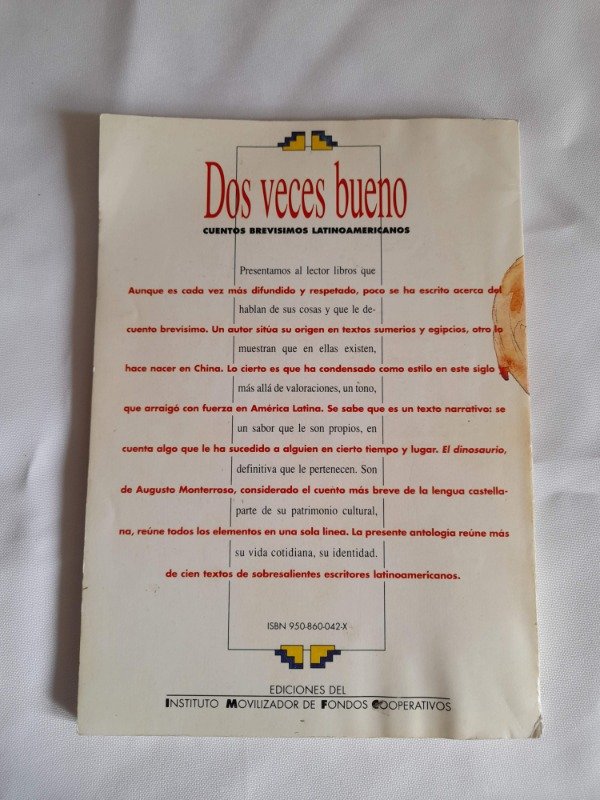 Dos veces bueno
CUENTOS BREVISIMOS LATINOAMERICANOS
Presentamos al lector libros que
Aunque es cada vez más difundido y respetado, poco se ha escrito acerca del
hablan de sus cosas y que le de-
cuento brevísimo. Un autor sitúa su origen en textos sumerios y egipcios, otro lo
muestran que en ellas existen,
hace nacer en China. Lo cierto es que ha condensado como estilo en este siglo y
más allá de valoraciones, un tono,
que arraigó con fuerza en América Latina. Se sabe que es un texto narrativo: se
un sabor que le son propios, en
cuenta algo que le ha sucedido a alguien en cierto tiempo y lugar. El dinosaurio,
definitiva que le pertenecen. Son
de Augusto Monterroso, considerado el cuento más breve de la lengua castella-
parte de su patrimonio cultural,
na, reúne todos los elementos en una sola línea. La presente antología reúne más
su vida cotidiana, su identidad.
de cien textos de sobresalientes escritores latinoamericanos.
ISBN 950-860-042-X
EDICIONES DEL
INSTITUTO MOVILIZADOR DE FONDOS COOPERATIVOS